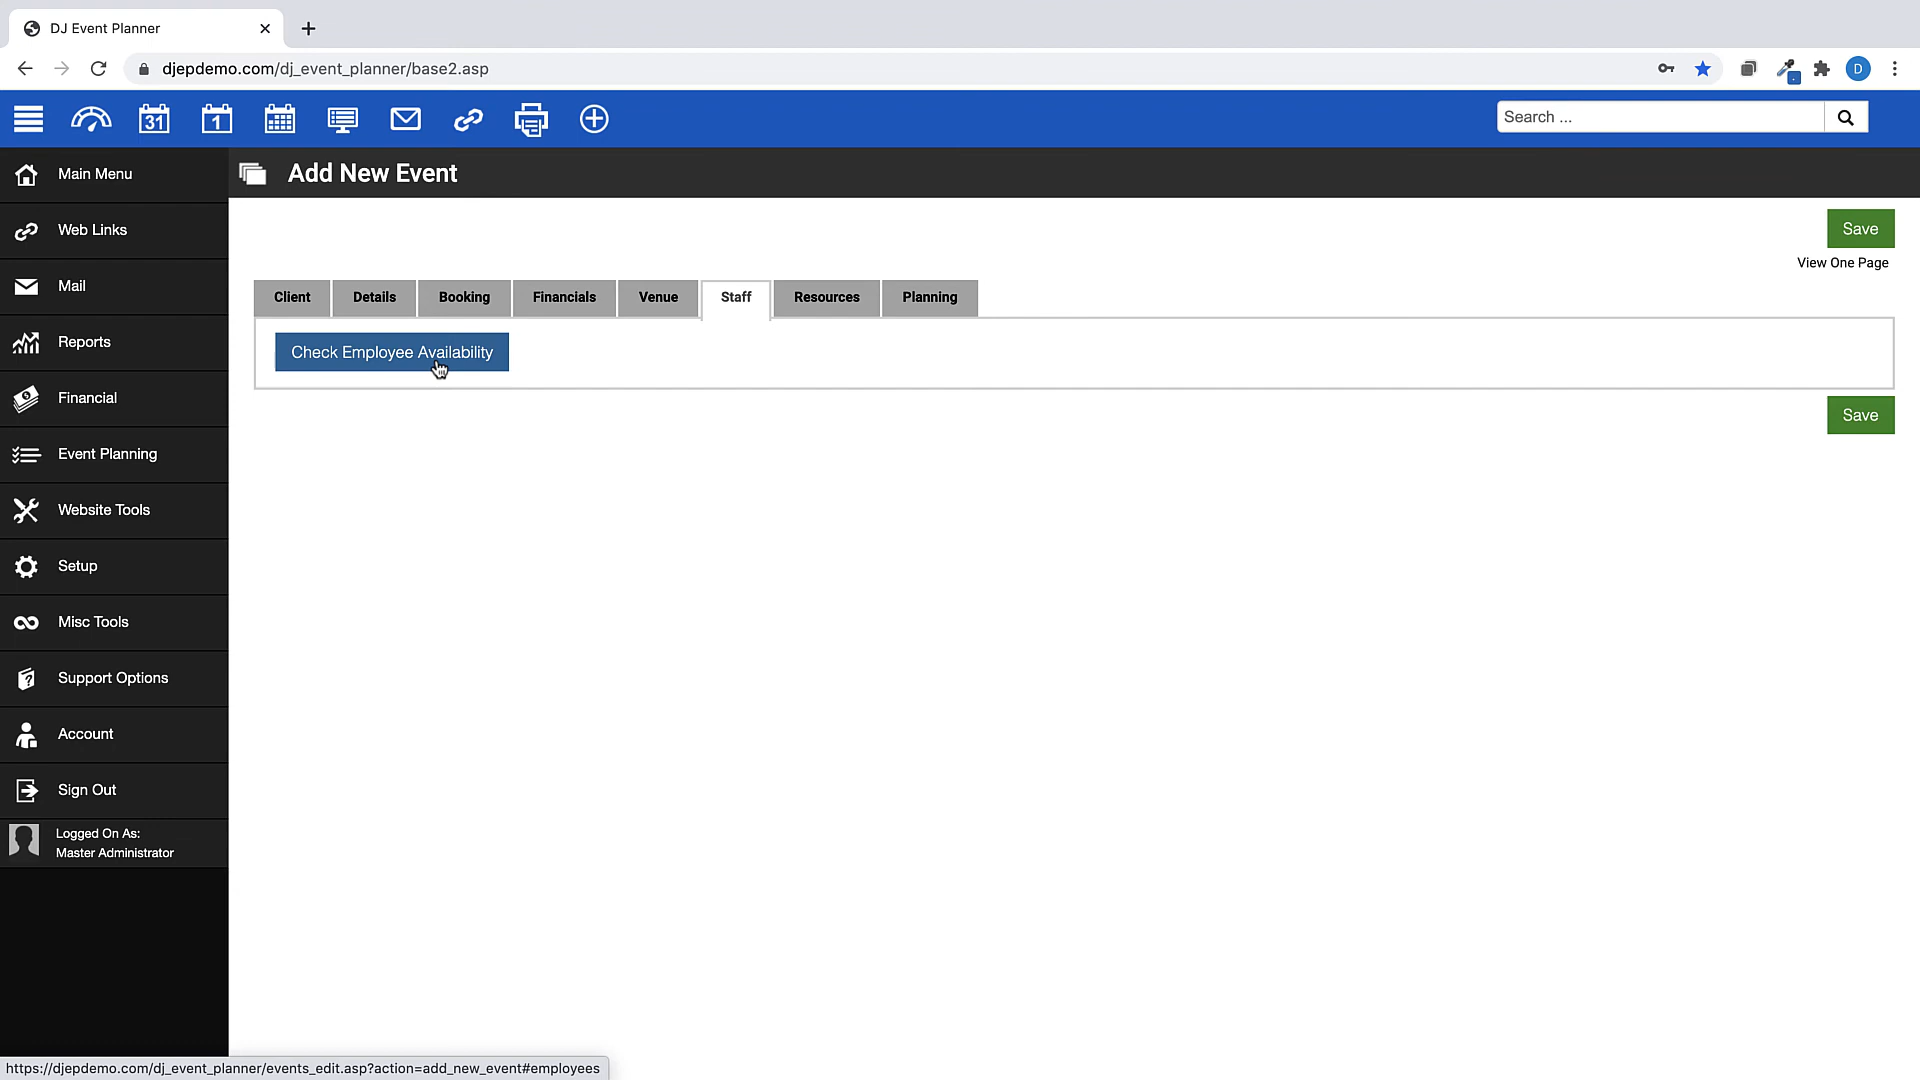 DJ Event Planner
djepdemo.com/dj_event_planner/base2.asp
D
31
1
Search ...
Main Menu
Add New Event
Save
Web Links
View One Page
Mail
Client
Details
Booking
Financials
Venue
Staff
Resources
Planning
Reports
Check Employee Availability
Financial
Save
Event Planning
Website Tools
Setup
Misc Tools
Support Options
Account
Sign Out
Logged On As:
Master Administrator
https://djepdemo.com/dj_event_planner/events_edit.asp?action=add_new_event#employees